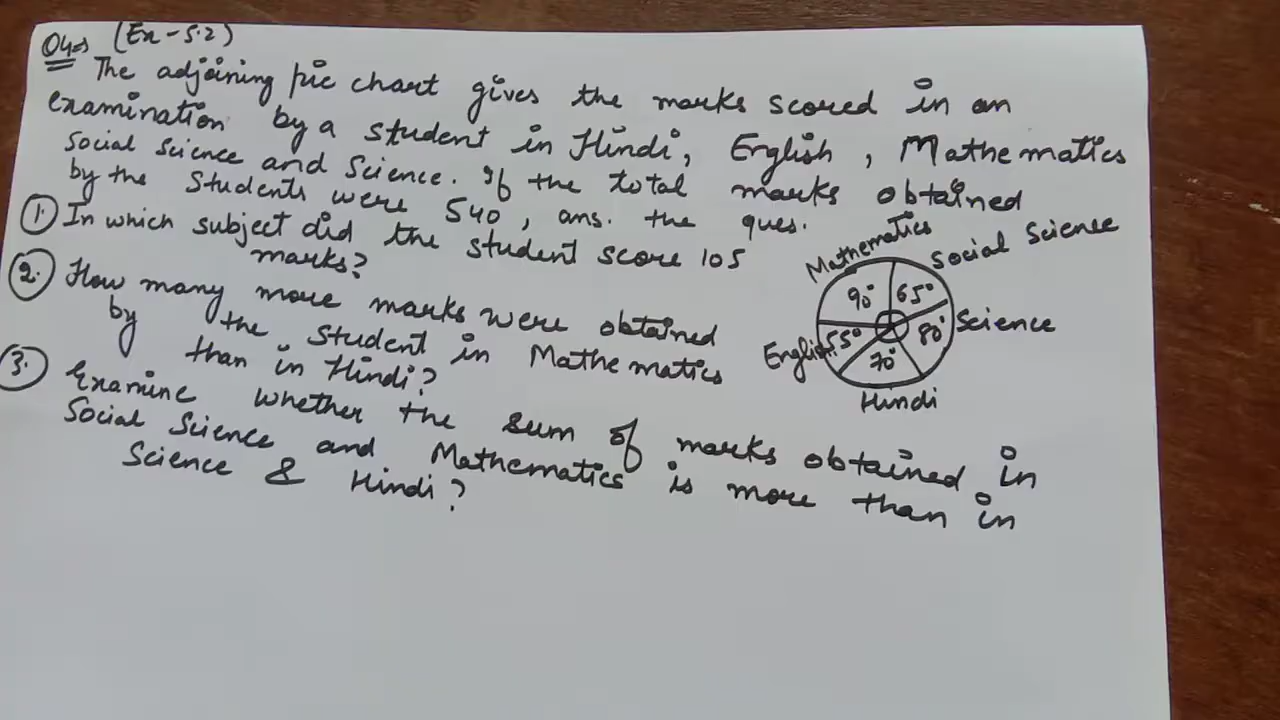 Q4⇒ (Ex - 5.2)
The adjoining pie chart gives the marks scored in an
examination by a student in Hindi, English, Mathematics
Social Science and Science. If the total marks obtained
by the students were 540, ans. the ques.
1. In which subject did the student score 105
marks?
2. How many more marks were obtained
by the student in Mathematics
than in Hindi?
3. Examine whether the sum of marks obtained in
Social Science and Mathematics is more than in
Science & Hindi?
Mathematics
Social Science
90° 65°
English 55° 80° Science
70°
Hindi